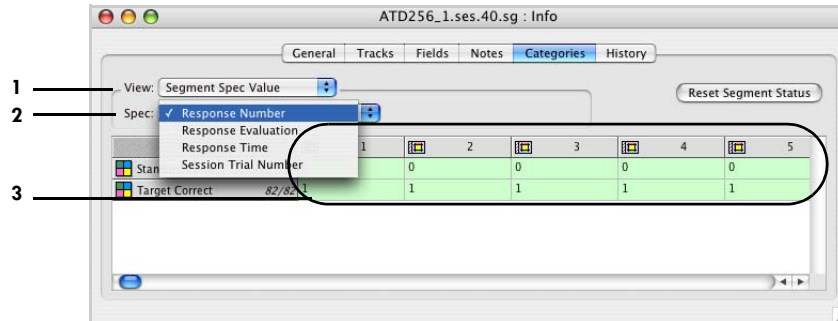 ATD256_1.ses.40.sg : Info
General Tracks Fields Notes Categories History
1 View: Segment Spec Value
Reset Segment Status
2 Spec: ✓ Response Number
Response Evaluation
Response Time
Session Trial Number
1 2 3 4 5
Stan 0 0 0 0
3 Target Correct 82/82 1 1 1 1 1